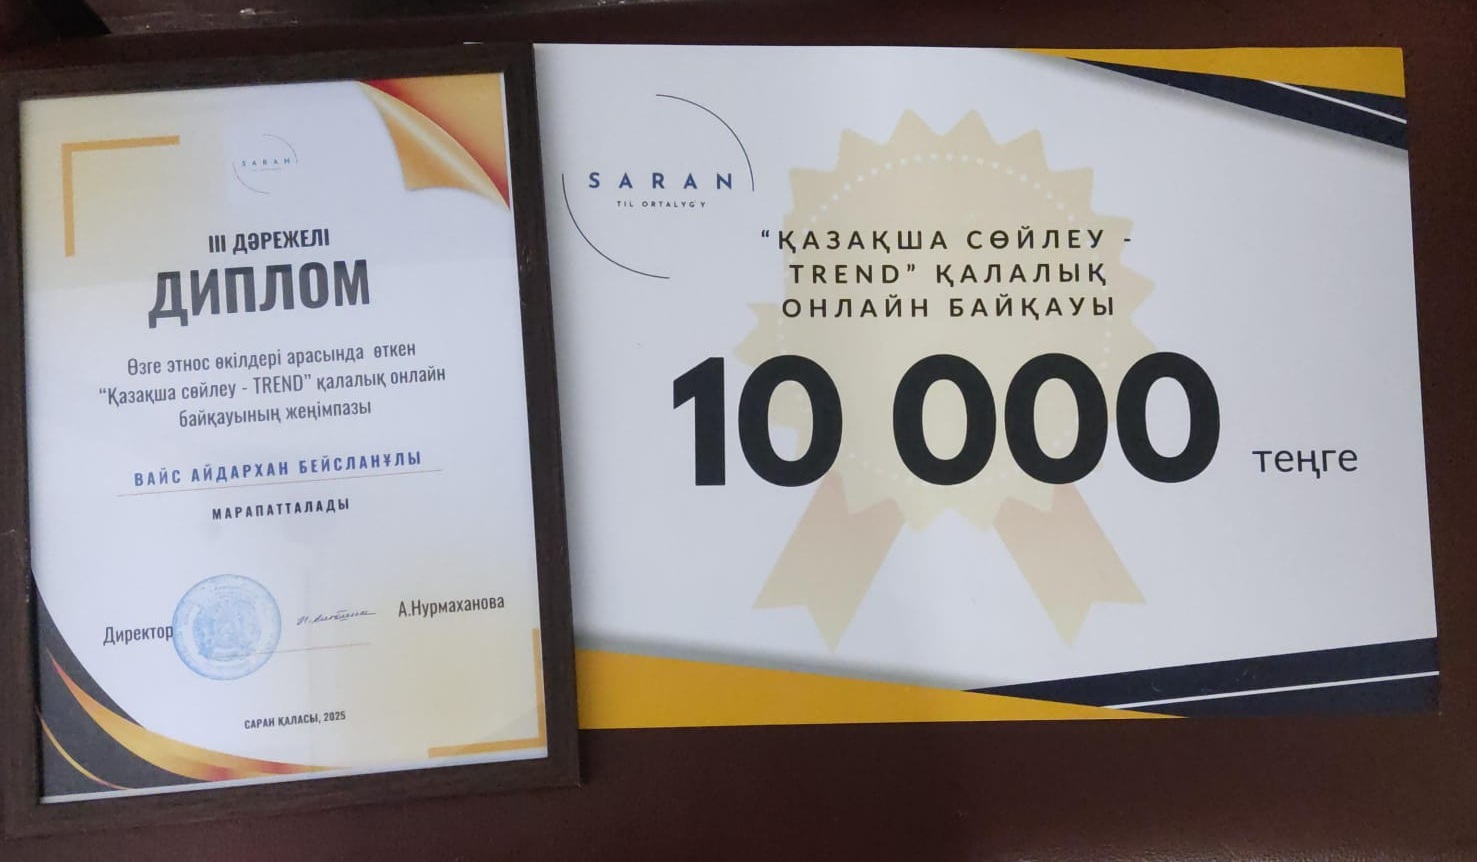 SARAN
III ДӘРЕЖЕЛІ
ДИПЛОМ
Өзге этнос өкілдері арасында өткен
“Қазақша сөйлеу - TREND” қалалық онлайн
байқауының жеңімпазы
ВАЙС АЙДАРХАН БЕЙСЛАНҰЛЫ
МАРАПАТТАЛАДЫ
Директор
А.Нурмаханова
САРАН ҚАЛАСЫ, 2025
SARAN
TIL ORTALYǴY
“ҚАЗАҚША СӨЙЛЕУ -
TREND” ҚАЛАЛЫҚ
ОНЛАЙН БАЙҚАУЫ
10 000 теңге